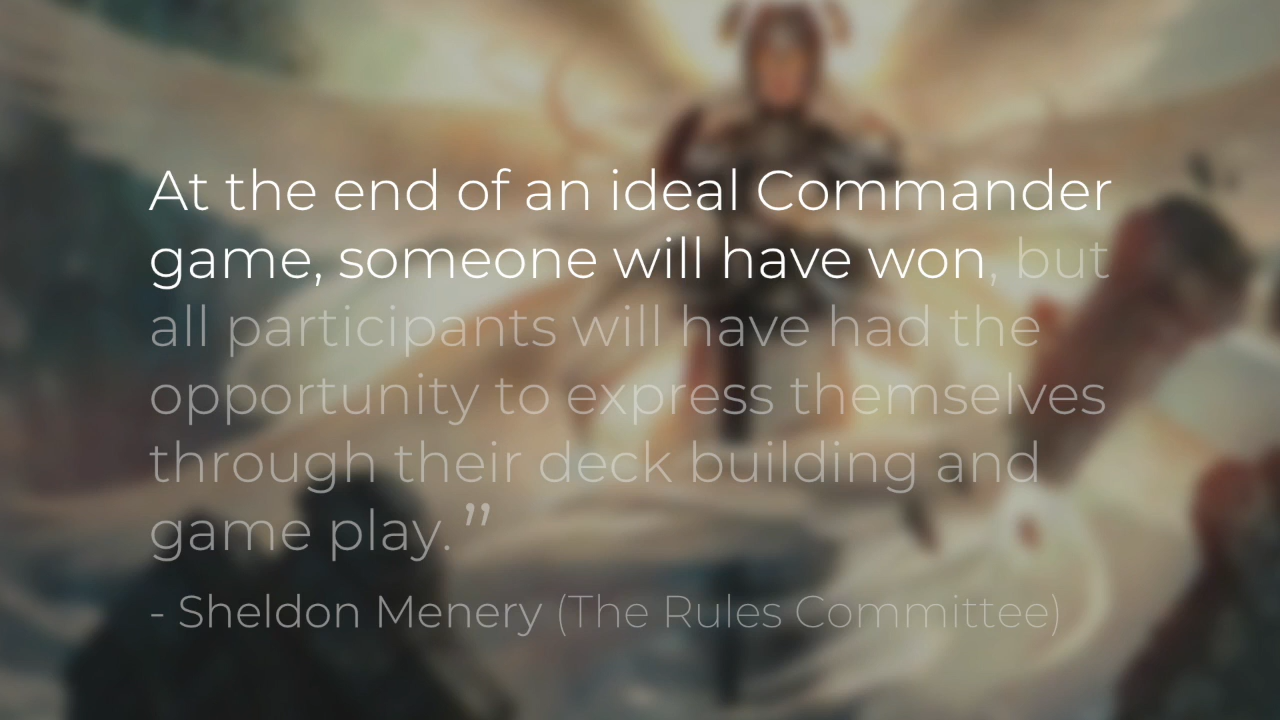 At the end of an ideal Commander
game, someone will have won, but
all participants will have had the
opportunity to express themselves
through their deck building and
game play.”
- Sheldon Menery (The Rules Committee)